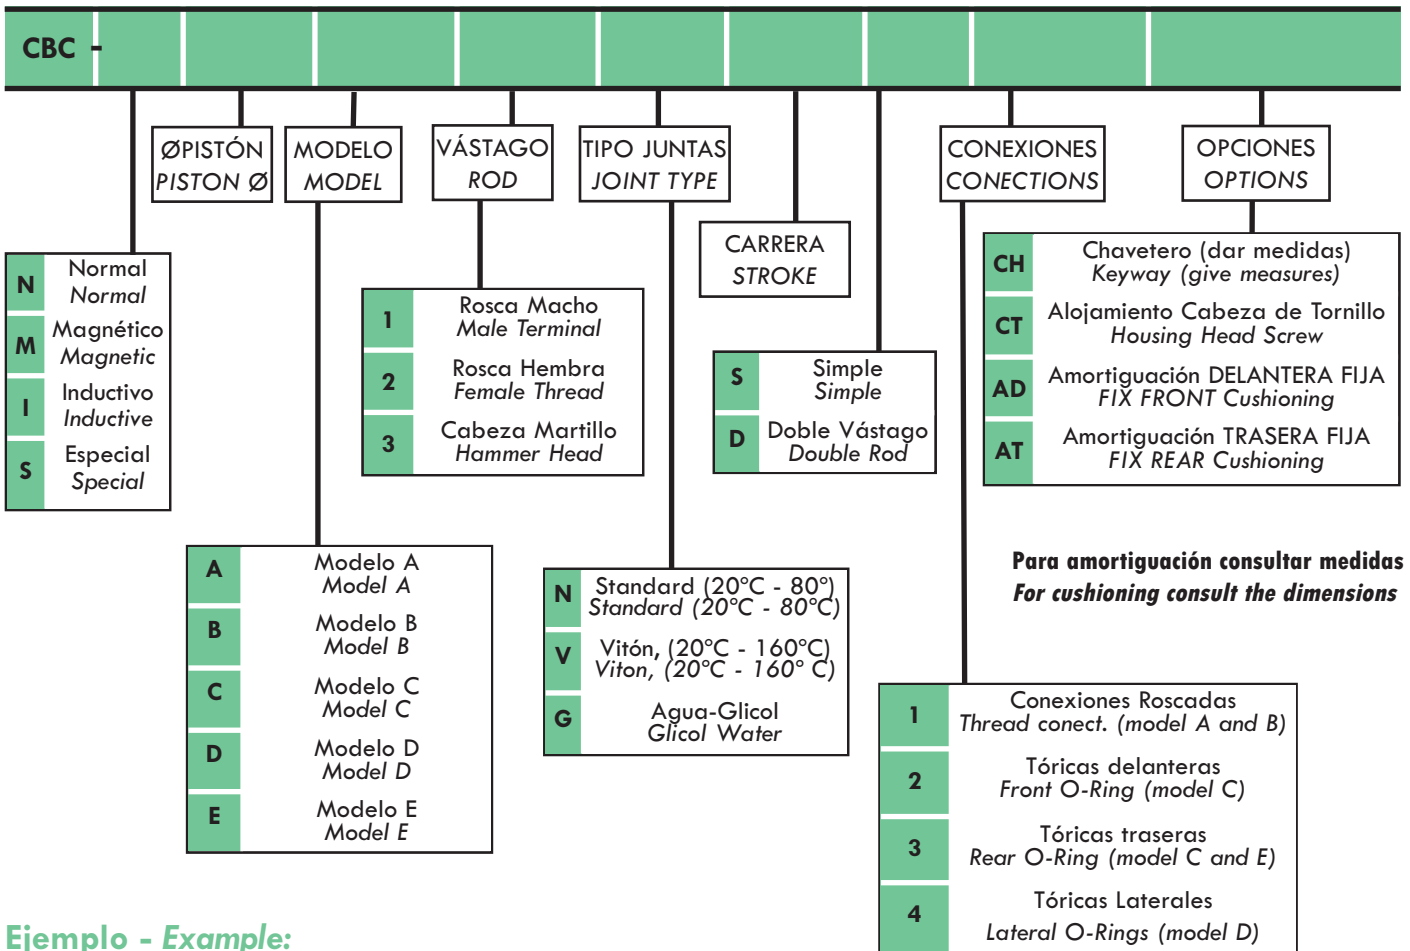 CBC -
ØPISTÓN
PISTON Ø
MODELO
MODEL
VÁSTAGO
ROD
TIPO JUNTAS
JOINT TYPE
CARRERA
STROKE
CONEXIONES
CONECTIONS
OPCIONES
OPTIONS
N Normal
Normal
M Magnético
Magnetic
I Inductivo
Inductive
S Especial
Special
1 Rosca Macho
Male Terminal
2 Rosca Hembra
Female Thread
3 Cabeza Martillo
Hammer Head
S Simple
Simple
D Doble Vástago
Double Rod
CH Chavetero (dar medidas)
Keyway (give measures)
CT Alojamiento Cabeza de Tornillo
Housing Head Screw
AD Amortiguación DELANTERA FIJA
FIX FRONT Cushioning
AT Amortiguación TRASERA FIJA
FIX REAR Cushioning
Para amortiguación consultar medidas
For cushioning consult the dimensions
A Modelo A
Model A
B Modelo B
Model B
C Modelo C
Model C
D Modelo D
Model D
E Modelo E
Model E
N Standard (20°C - 80°)
Standard (20°C - 80°C)
V Vitón, (20°C - 160°C)
Viton, (20°C - 160° C)
G Agua-Glicol
Glicol Water
1 Conexiones Roscadas
Thread conect. (model A and B)
2 Tóricas delanteras
Front O-Ring (model C)
3 Tóricas traseras
Rear O-Ring (model C and E)
4 Tóricas Laterales
Lateral O-Rings (model D)
Ejemplo - Example: